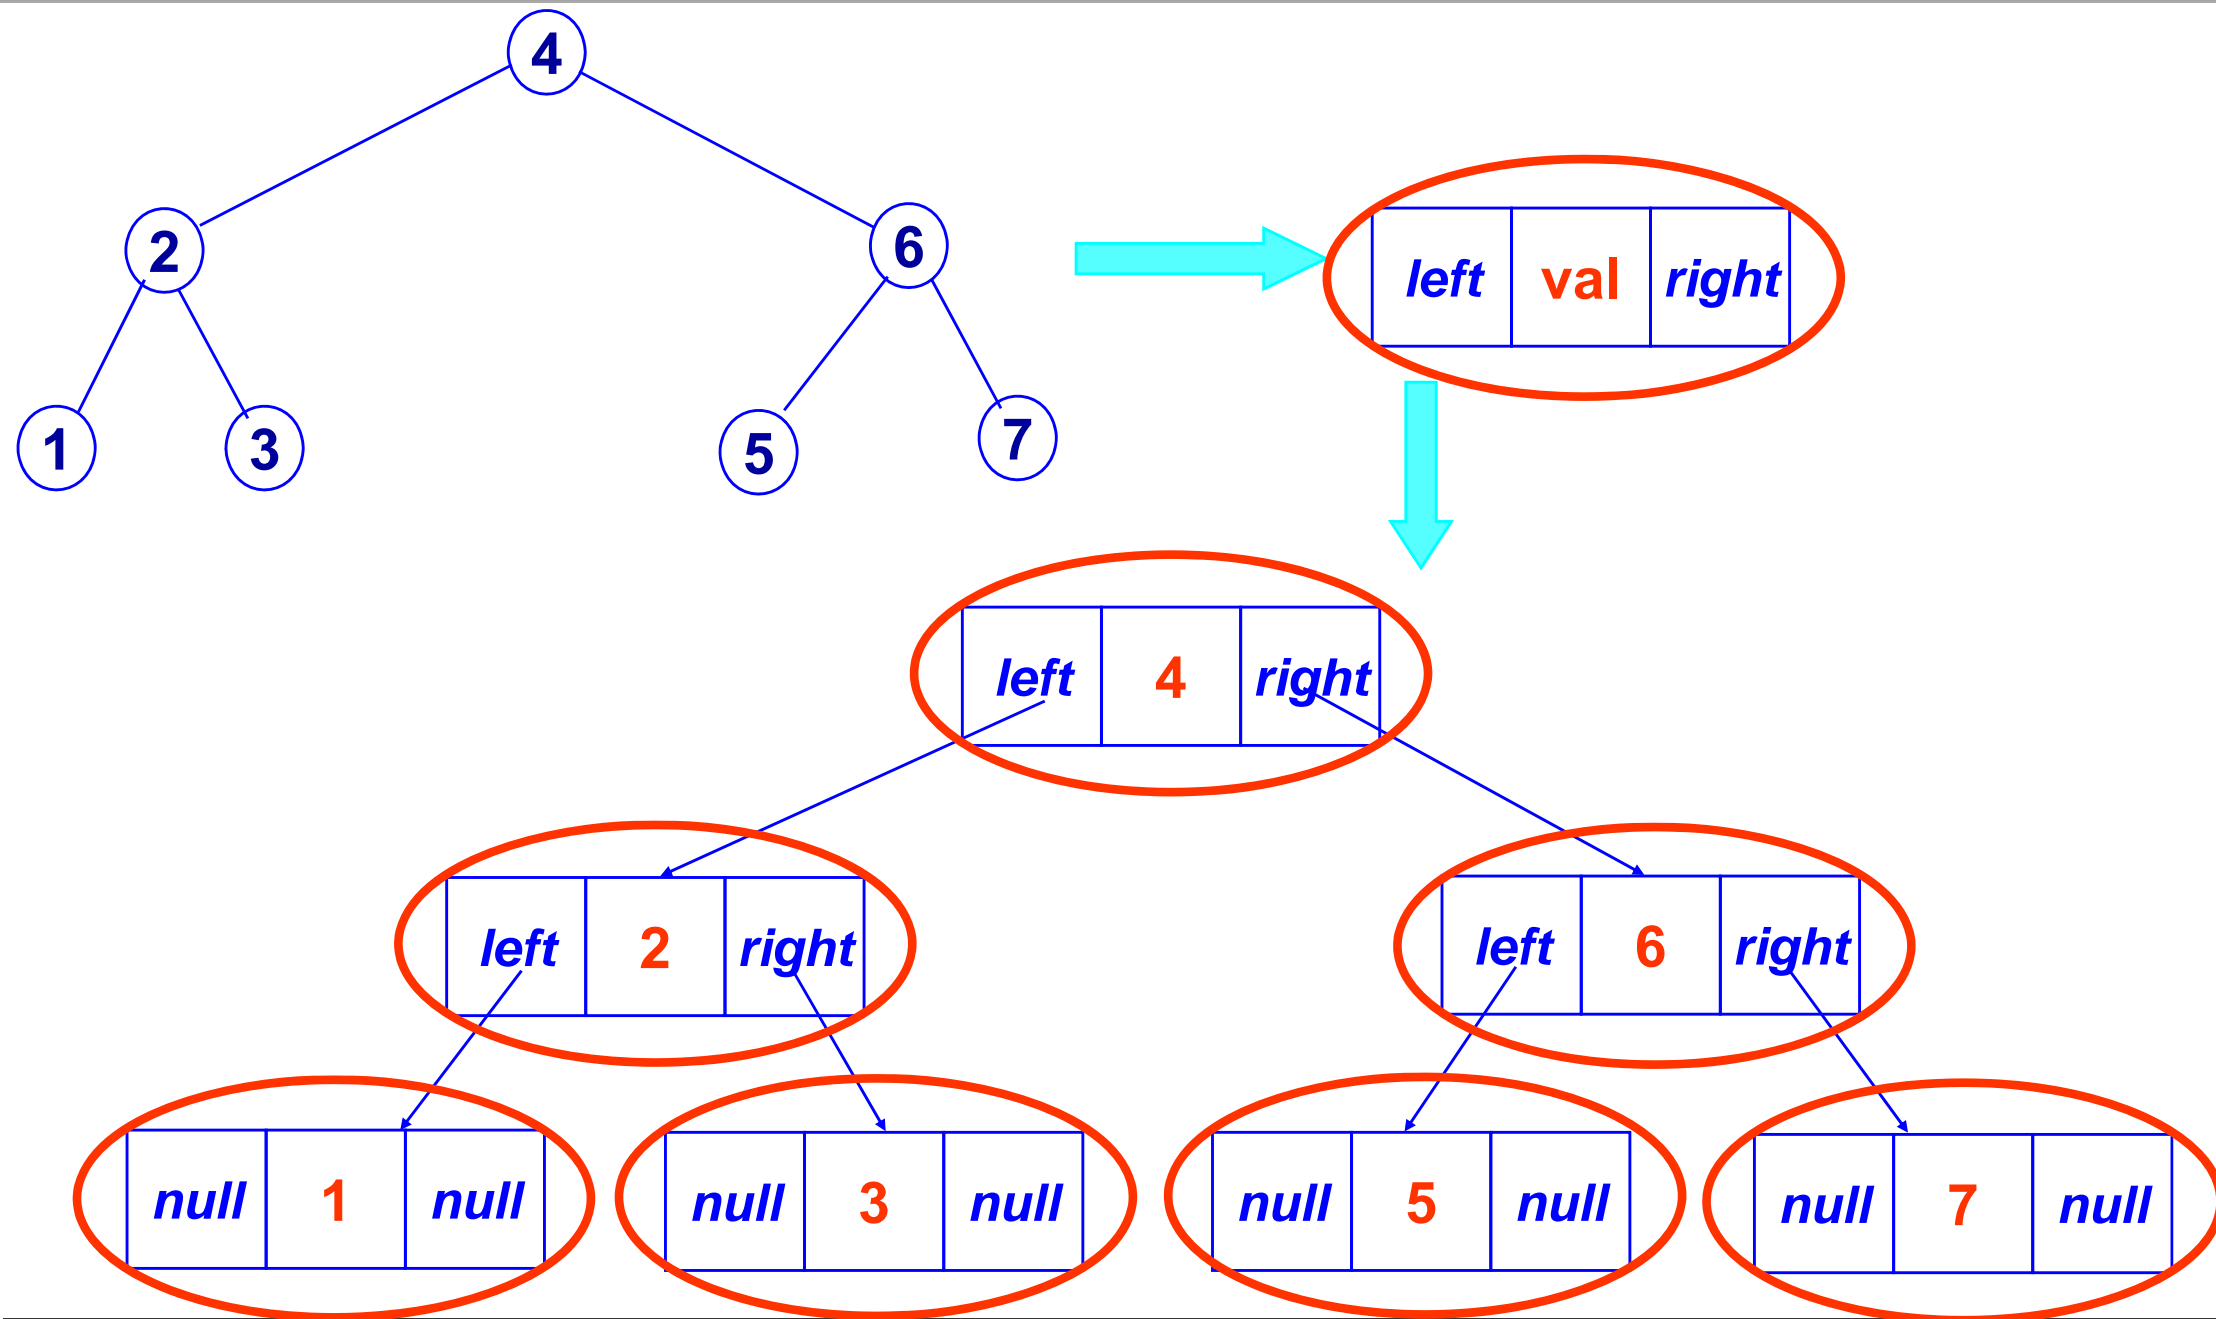 4
2
6
1
3
5
7
left val right
left 4 right
left 2 right
left 6 right
null 1 null
null 3 null
null 5 null
null 7 null